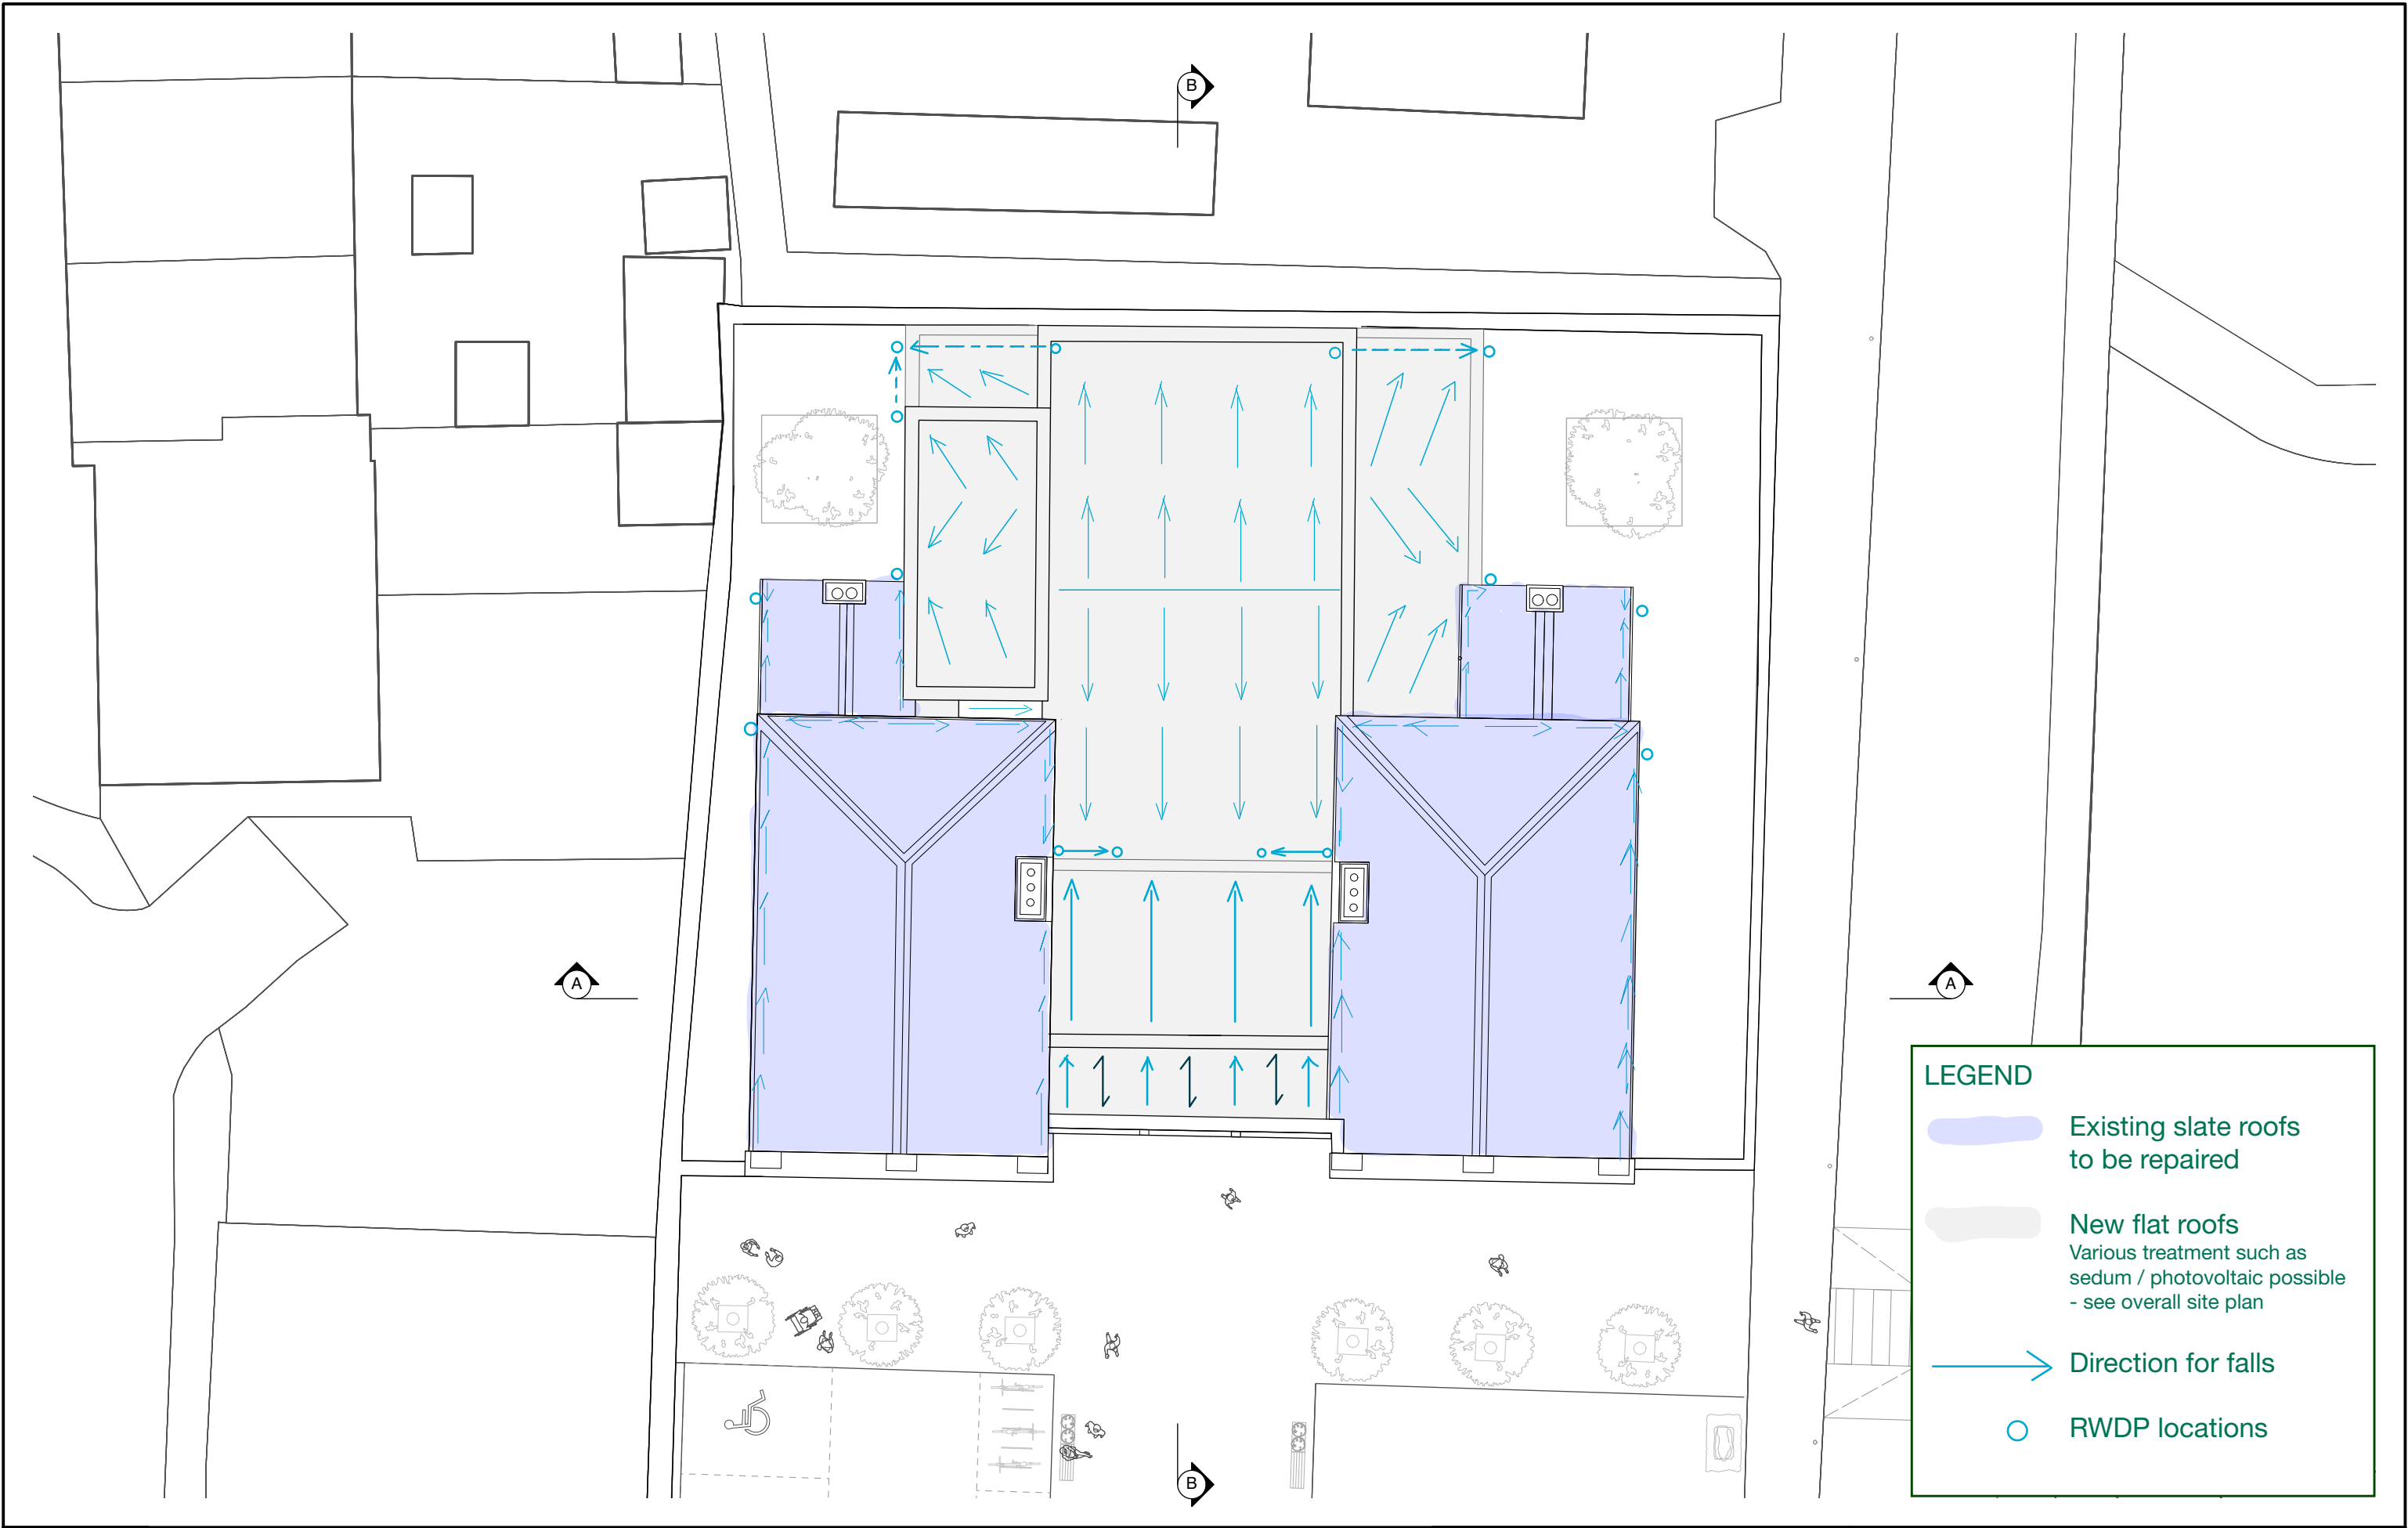 B
A
A
LEGEND
Existing slate roofs
to be repaired
New flat roofs
Various treatment such as
sedum / photovoltaic possible
- see overall site plan
Direction for falls
RWDP locations
B